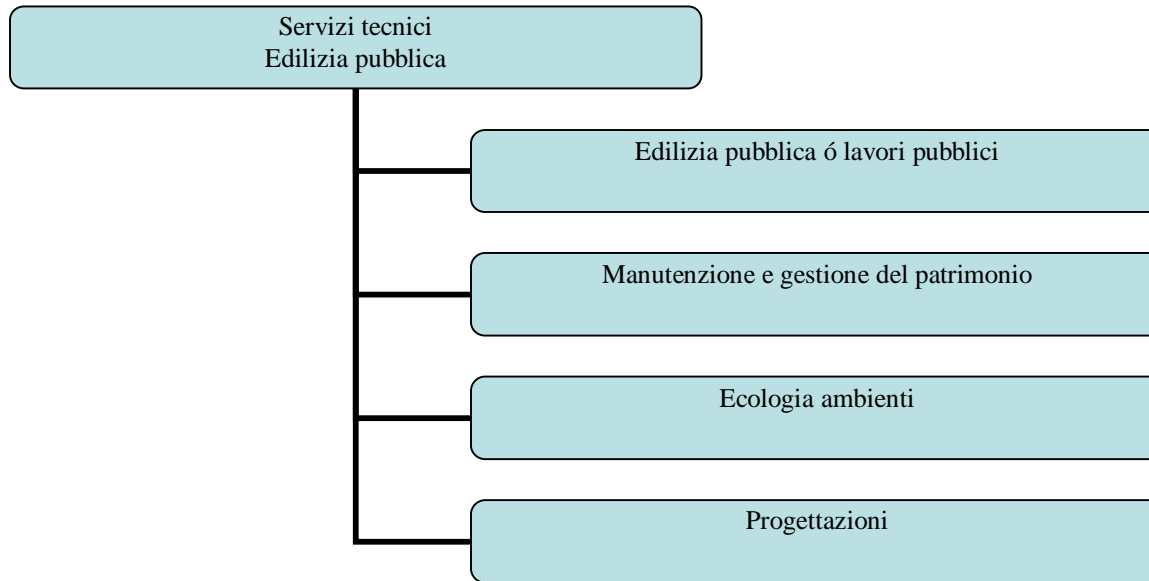 Servizi tecnici
Edilizia pubblica
Edilizia pubblica ó lavori pubblici
Manutenzione e gestione del patrimonio
Ecologia ambienti
Progettazioni